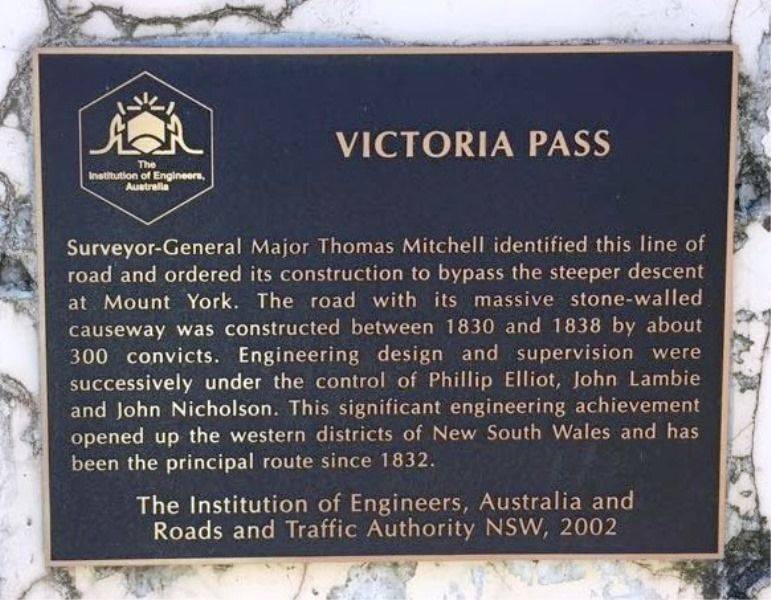 The
Institution of Engineers,
Australia
VICTORIA PASS
Surveyor-General Major Thomas Mitchell identified this line of
road and ordered its construction to bypass the steeper descent
at Mount York. The road with its massive stone-walled
causeway was constructed between 1830 and 1838 by about
300 convicts. Engineering design and supervision were
successively under the control of Phillip Elliot, John Lambie
and John Nicholson. This significant engineering achievement
opened up the western districts of New South Wales and has
been the principal route since 1832.
The Institution of Engineers, Australia and
Roads and Traffic Authority NSW, 2002